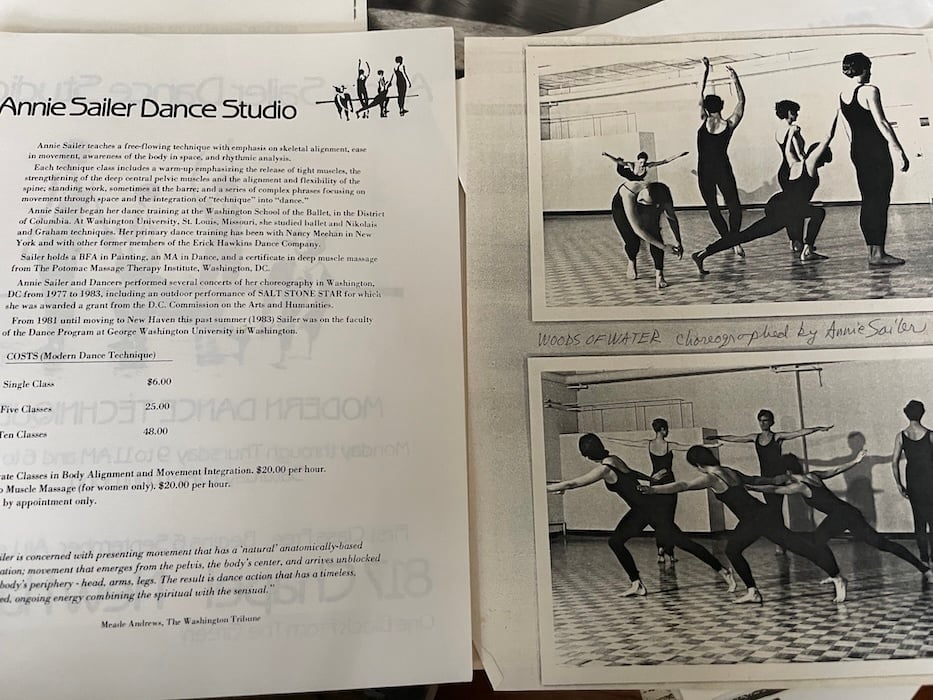 Annie Sailer Dance Studio
Annie Sailer teaches a free-flowing technique with emphasis on skeletal alignment, ease
in movement, awareness of the body in space, and rhythmic analysis.
Each technique class includes a warm-up emphasizing the release of tight muscles, the
strengthening of the deep central pelvic muscles and the alignment and flexibility of the
spine; standing work, sometimes at the barre; and a series of complex phrases focusing on
movement through space and the integration of "technique" into "dance."
Annie Sailer began her dance training at the Washington School of the Ballet, in the District
of Columbia. At Washington University, St. Louis, Missouri, she studied ballet and Nikolais
and Graham techniques. Her primary dance training has been with Nancy Meehan in New
York and with other former members of the Erick Hawkins Dance Company.
Sailer holds a BFA in Painting, an MA in Dance, and a certificate in deep muscle massage
from The Potomac Massage Therapy Institute, Washington, DC.
Annie Sailer and Dancers performed several concerts of her choreography in Washington,
DC from 1977 to 1983, including an outdoor performance of SALT STONE STAR for which
she was awarded a grant from the D.C. Commission on the Arts and Humanities.
From 1981 until moving to New Haven this past summer (1983) Sailer was on the faculty
of the Dance Program at George Washington University in Washington.
COSTS (Modern Dance Technique)
Single Class $6.00
Five Classes 25.00
Ten Classes 48.00
ate Classes in Body Alignment and Movement Integration. $20.00 per hour.
p Muscle Massage (for women only). $20.00 per hour.
by appointment only.
iler is concerned with presenting movement that has a 'natural' anatomically-based
ation; movement that emerges from the pelvis, the body's center, and arrives unblocked
body's periphery - head, arms, legs. The result is dance action that has a timeless,
ed, ongoing energy combining the spiritual with the sensual."
Meade Andrews, The Washington Tribune
WOODS OF WATER choreographed by Annie Sailer